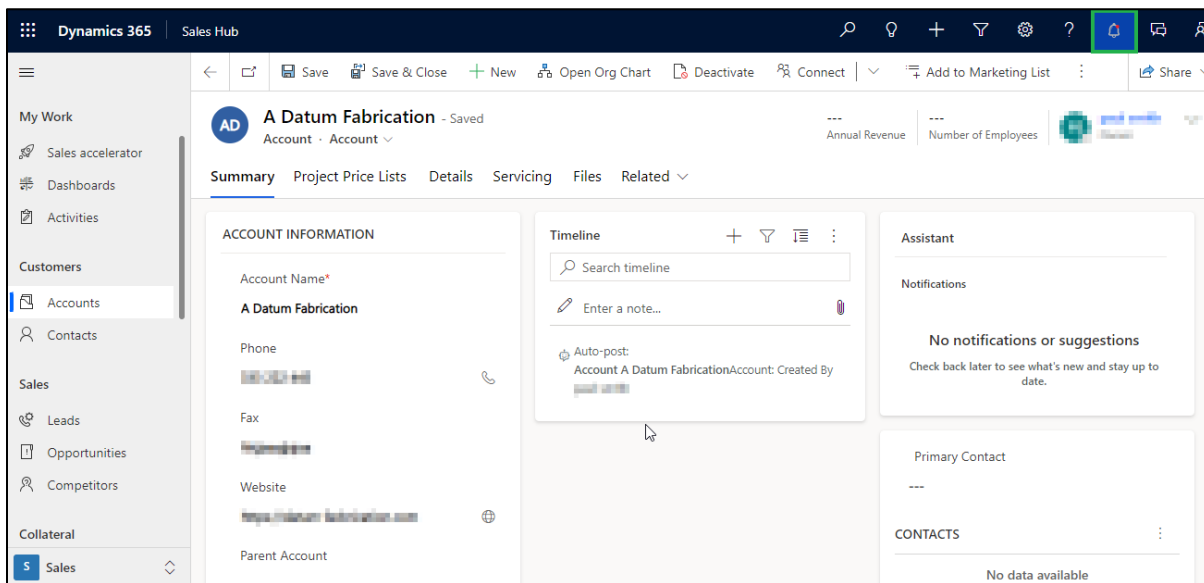 Dynamics 365 Sales Hub
Save Save & Close New Open Org Chart Deactivate Connect Add to Marketing List Share
My Work
Sales accelerator
Dashboards
Activities
Customers
Accounts
Contacts
Sales
Leads
Opportunities
Competitors
Collateral
S Sales
AD
A Datum Fabrication - Saved
Account · Account
---
Annual Revenue
---
Number of Employees
Summary Project Price Lists Details Servicing Files Related
ACCOUNT INFORMATION
Account Name*
A Datum Fabrication
Phone
Fax
Website
Parent Account
Timeline
Search timeline
Enter a note...
Auto-post:
Account A Datum FabricationAccount: Created By
Assistant
Notifications
No notifications or suggestions
Check back later to see what's new and stay up to
date.
Primary Contact
---
CONTACTS
No data available